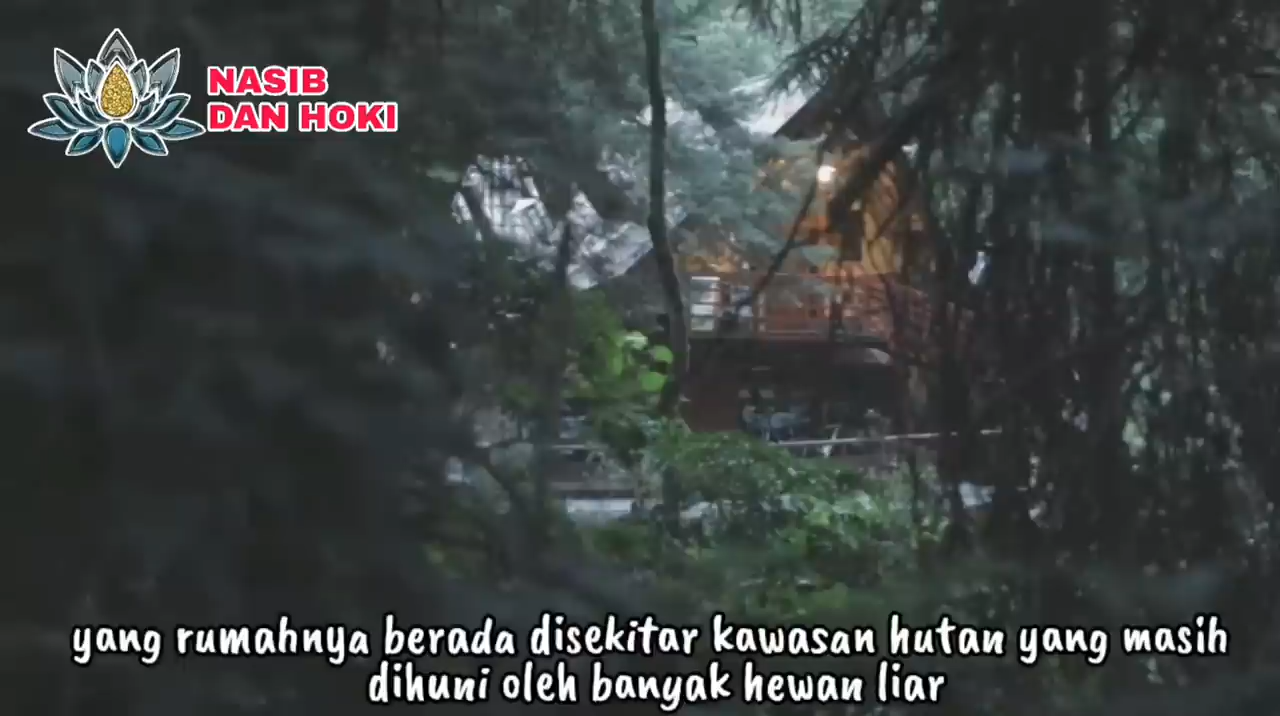 NASIB
DAN HOKI
yang rumahnya berada disekitar kawasan hutan yang masih
dihuni oleh banyak hewan liar